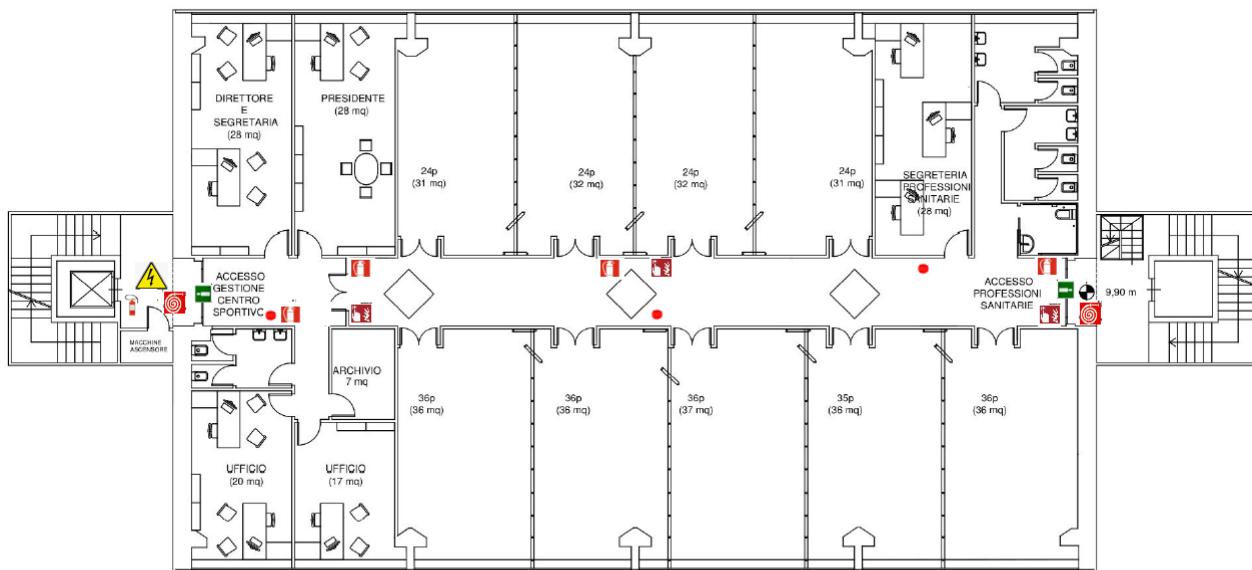 DIRETTORE
E
SEGRETARIA
(28 mq)
PRESIDENTE
(28 mq)
24p
(31 mq)
24p
(32 mq)
24p
(32 mq)
24p
(31 mq)
SEGRETERIA
PROFESSIONI
SANITARIE
(28 mq)
ACCESSO
GESTIONE
CENTRO
SPORTIVO
ACCESSO
PROFESSIONI
SANITARIE
9,90 m
MACCHINE
ASCENSORE
ARCHIVIO
7 mq
36p
(36 mq)
36p
(36 mq)
36p
(37 mq)
35p
(36 mq)
36p
(36 mq)
UFFICIO
(20 mq)
UFFICIO
(17 mq)